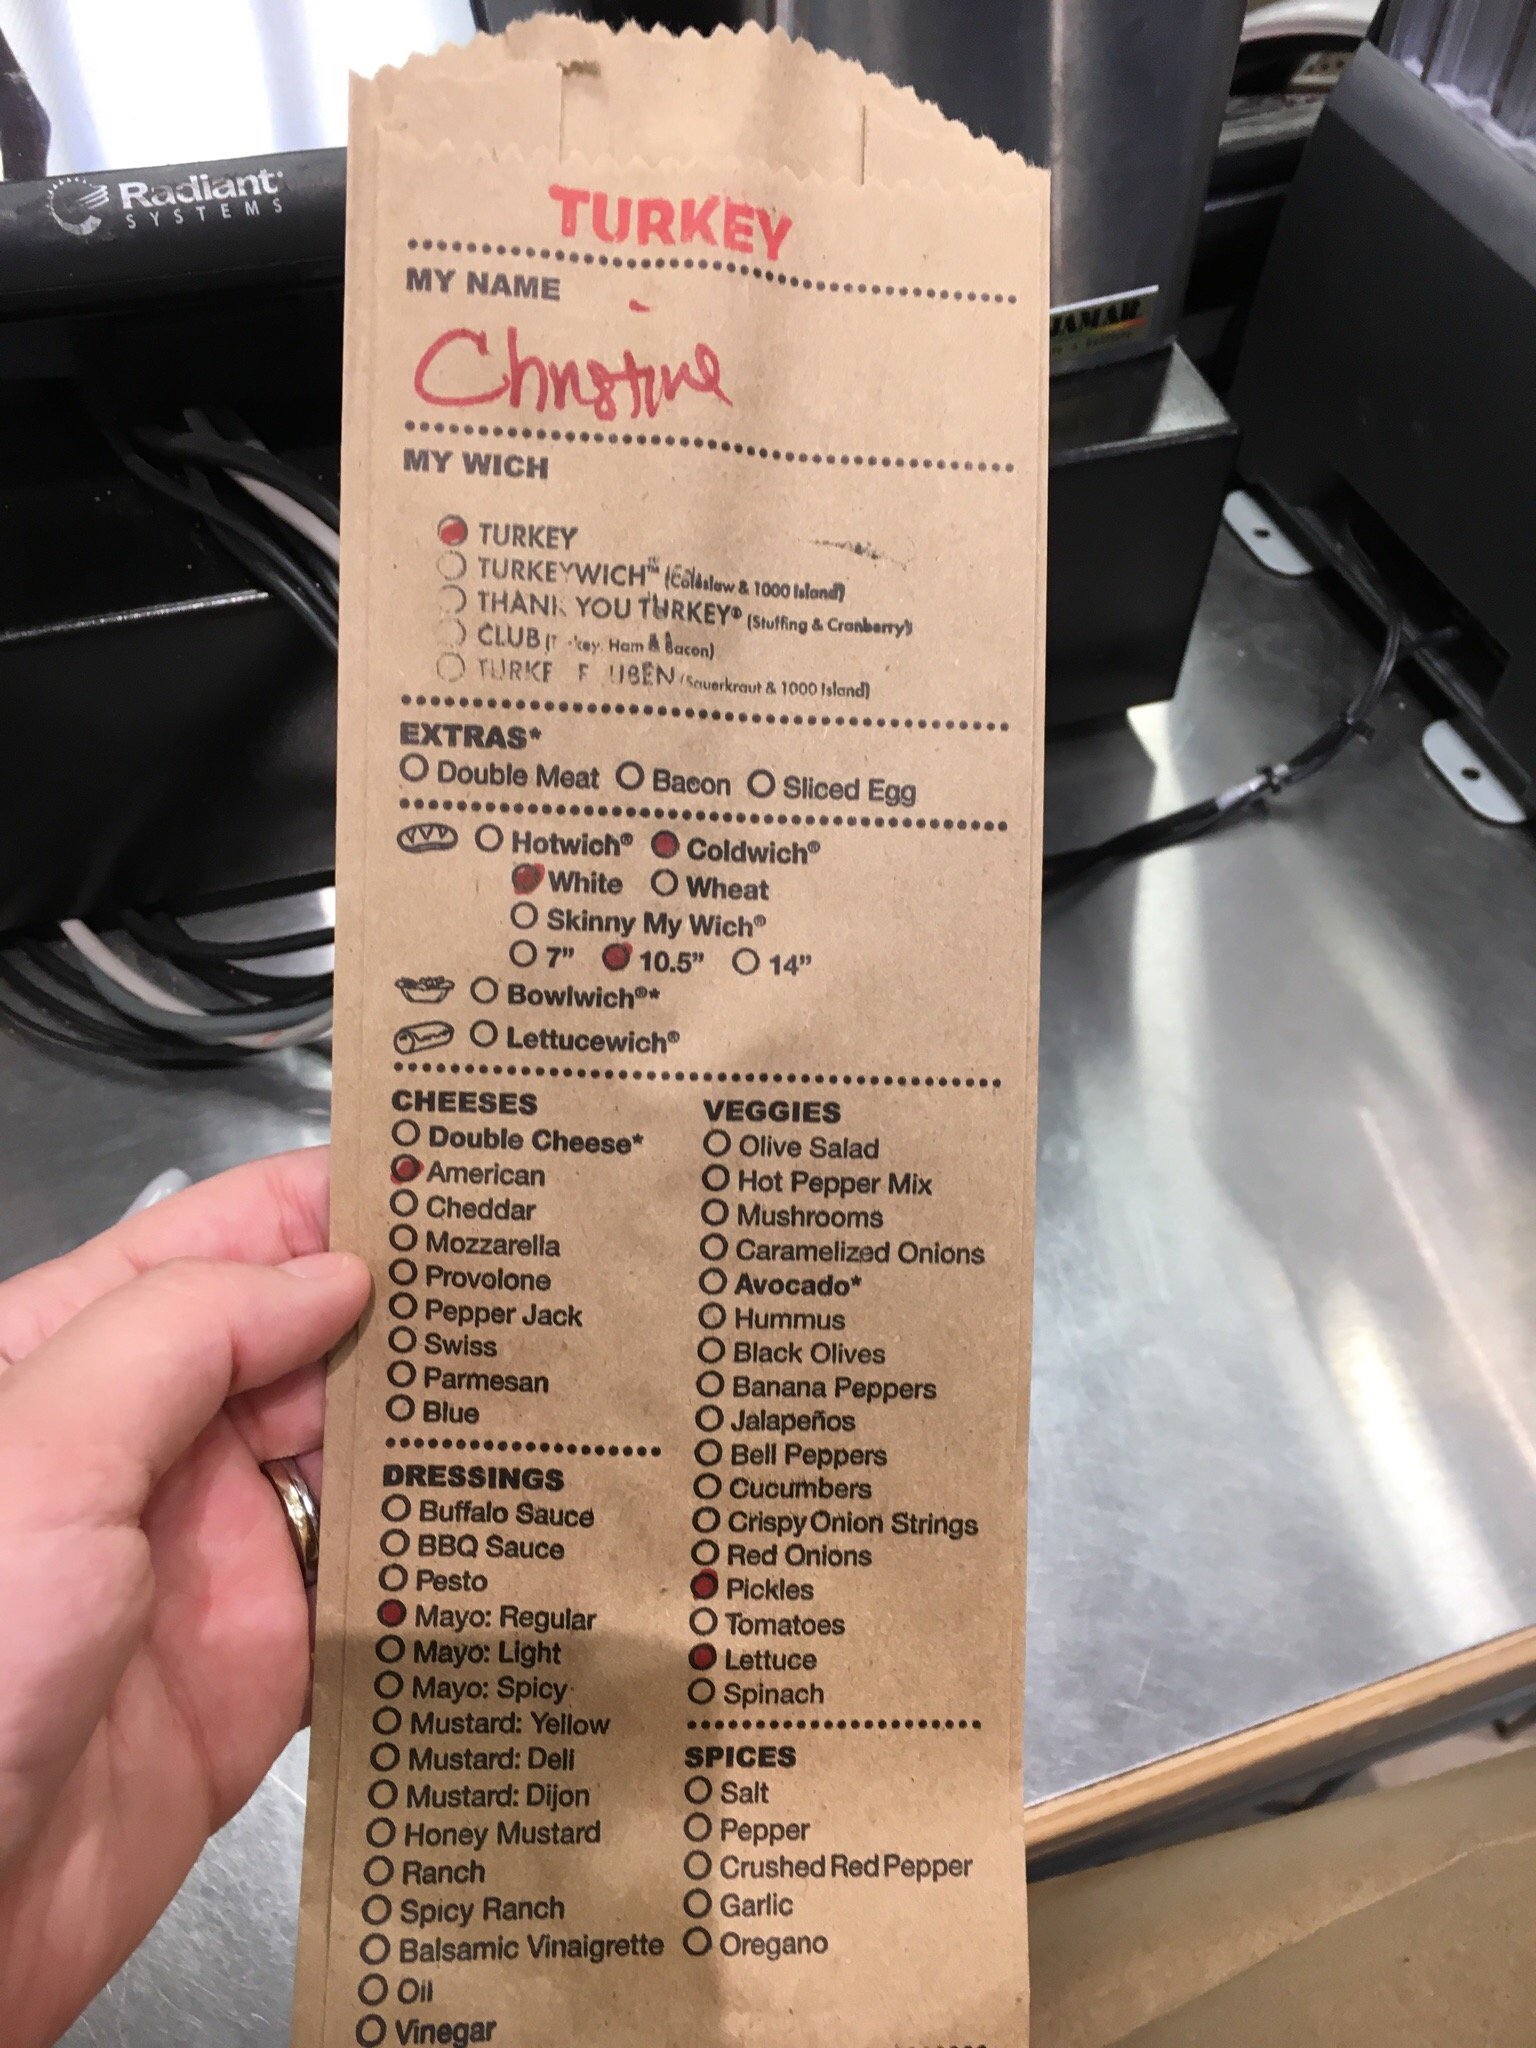 Radiant
SYSTEMS
JAMAR
TURKEY
MY NAME
Christine
MY WICH
TURKEY
TURKEYWICH™ (Coleslaw & 1000 Island)
THANK YOU TURKEY® (Stuffing & Cranberry)
CLUB (Turkey, Ham & Bacon)
TURKEY REUBEN (Sauerkraut & 1000 Island)
EXTRAS*
Double Meat Bacon Sliced Egg
Hotwich® Coldwich®
White Wheat
Skinny My Wich®
7” 10.5” 14”
Bowlwich®*
Lettucewich®
CHEESES
Double Cheese*
American
Cheddar
Mozzarella
Provolone
Pepper Jack
Swiss
Parmesan
Blue
DRESSINGS
Buffalo Sauce
BBQ Sauce
Pesto
Mayo: Regular
Mayo: Light
Mayo: Spicy
Mustard: Yellow
Mustard: Deli
Mustard: Dijon
Honey Mustard
Ranch
Spicy Ranch
Balsamic Vinaigrette
Oil
Vinegar
VEGGIES
Olive Salad
Hot Pepper Mix
Mushrooms
Caramelized Onions
Avocado*
Hummus
Black Olives
Banana Peppers
Jalapeños
Bell Peppers
Cucumbers
Crispy Onion Strings
Red Onions
Pickles
Tomatoes
Lettuce
Spinach
SPICES
Salt
Pepper
Crushed Red Pepper
Garlic
Oregano